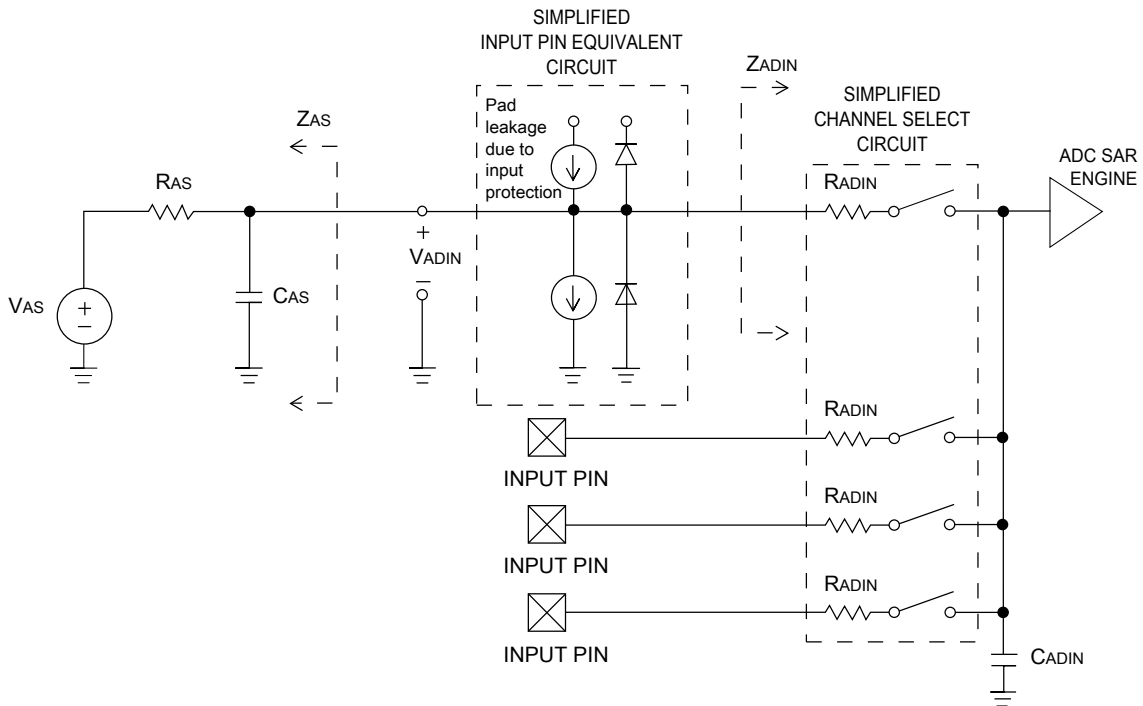 SIMPLIFIED
INPUT PIN EQUIVALENT
CIRCUIT
Pad
leakage
due to
input
protection
ZADIN
SIMPLIFIED
CHANNEL SELECT
CIRCUIT
ADC SAR
ENGINE
ZAS
RAS
RADIN
+
VADIN
–
VAS
+
–
CAS
RADIN
INPUT PIN
RADIN
INPUT PIN
RADIN
INPUT PIN
CADIN